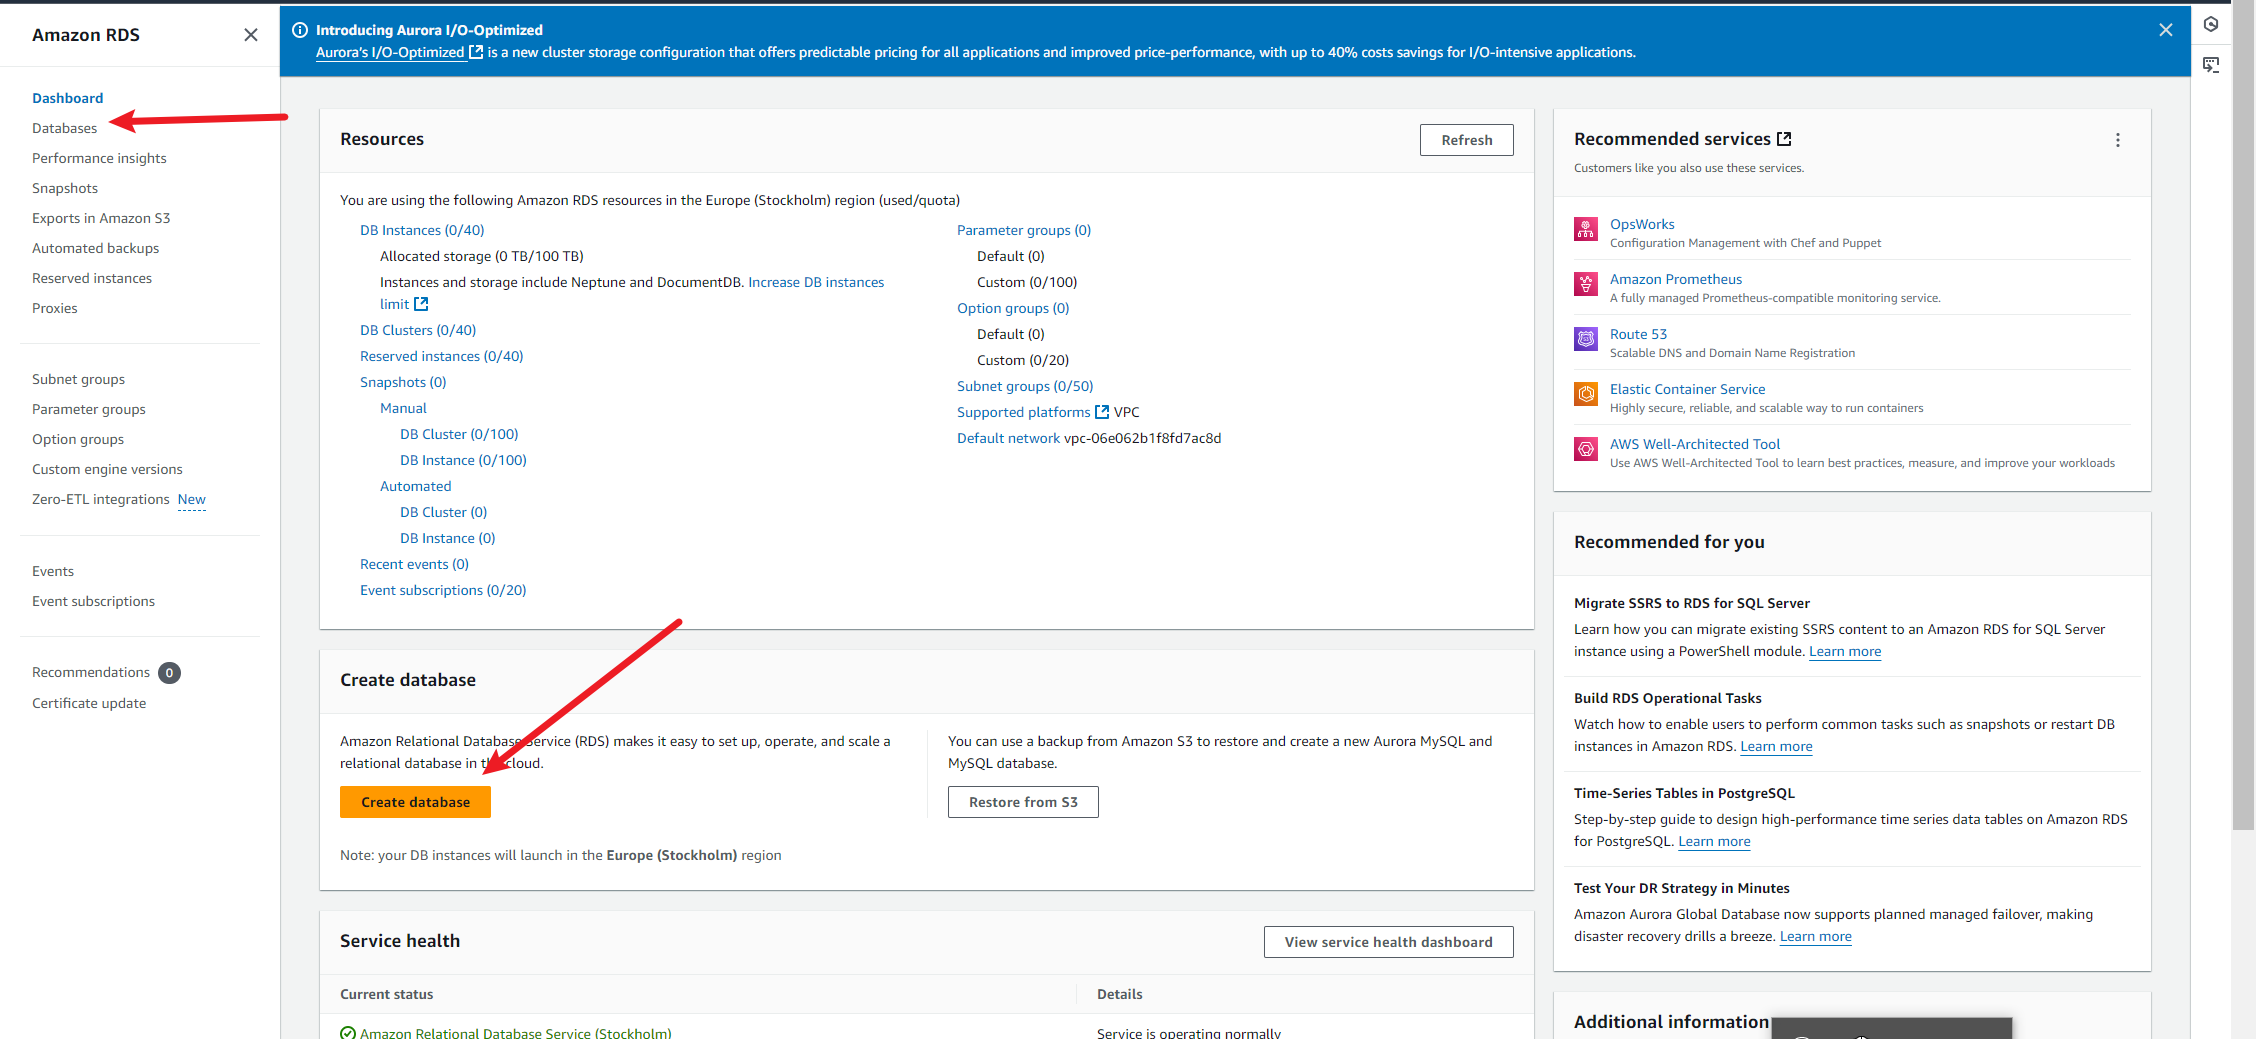 Amazon RDS
Introducing Aurora I/O-Optimized
Aurora's I/O-Optimized is a new cluster storage configuration that offers predictable pricing for all applications and improved price-performance, with up to 40% costs savings for I/O-intensive applications.
Dashboard
Databases
Performance insights
Snapshots
Exports in Amazon S3
Automated backups
Reserved instances
Proxies
Subnet groups
Parameter groups
Option groups
Custom engine versions
Zero-ETL integrations New
Events
Event subscriptions
Recommendations 0
Certificate update
Resources
Refresh
You are using the following Amazon RDS resources in the Europe (Stockholm) region (used/quota)
DB Instances (0/40)
Allocated storage (0 TB/100 TB)
Instances and storage include Neptune and DocumentDB. Increase DB instances
limit
DB Clusters (0/40)
Reserved instances (0/40)
Snapshots (0)
Manual
DB Cluster (0/100)
DB Instance (0/100)
Automated
DB Cluster (0)
DB Instance (0)
Recent events (0)
Event subscriptions (0/20)
Parameter groups (0)
Default (0)
Custom (0/100)
Option groups (0)
Default (0)
Custom (0/20)
Subnet groups (0/50)
Supported platforms VPC
Default network vpc-06e062b1f8fd7ac8d
Create database
Amazon Relational Database Service (RDS) makes it easy to set up, operate, and scale a
relational database in the cloud.
Create database
You can use a backup from Amazon S3 to restore and create a new Aurora MySQL and
MySQL database.
Restore from S3
Note: your DB instances will launch in the Europe (Stockholm) region
Service health
View service health dashboard
Current status
Details
Amazon Relational Database Service (Stockholm)
Service is operating normally
Recommended services
Customers like you also use these services.
OpsWorks
Configuration Management with Chef and Puppet
Amazon Prometheus
A fully managed Prometheus-compatible monitoring service.
Route 53
Scalable DNS and Domain Name Registration
Elastic Container Service
Highly secure, reliable, and scalable way to run containers
AWS Well-Architected Tool
Use AWS Well-Architected Tool to learn best practices, measure, and improve your workloads
Recommended for you
Migrate SSRS to RDS for SQL Server
Learn how you can migrate existing SSRS content to an Amazon RDS for SQL Server
instance using a PowerShell module. Learn more
Build RDS Operational Tasks
Watch how to enable users to perform common tasks such as snapshots or restart DB
instances in Amazon RDS. Learn more
Time-Series Tables in PostgreSQL
Step-by-step guide to design high-performance time series data tables on Amazon RDS
for PostgreSQL. Learn more
Test Your DR Strategy in Minutes
Amazon Aurora Global Database now supports planned managed failover, making
disaster recovery drills a breeze. Learn more
Additional information